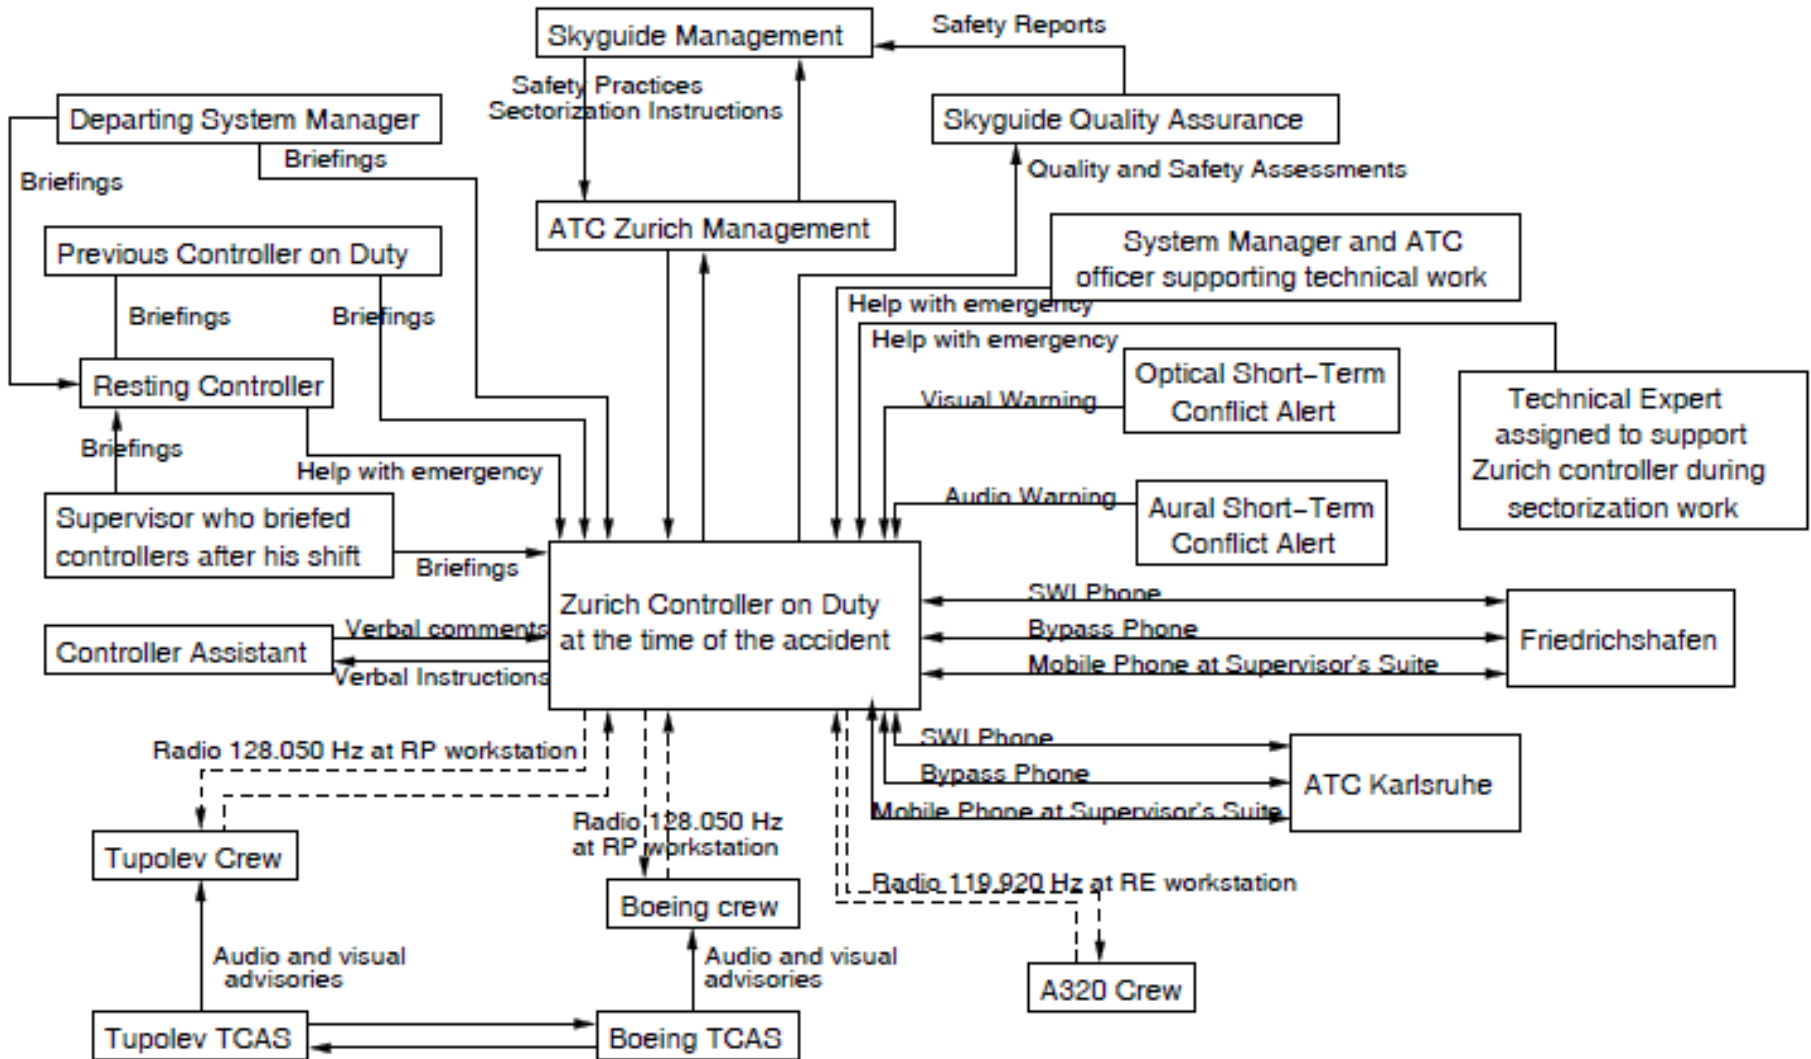 Skyguide Management
Safety Reports
Safety Practices
Sectorization Instructions
Departing System Manager
Skyguide Quality Assurance
Briefings
Briefings
Quality and Safety Assessments
ATC Zurich Management
Previous Controller on Duty
System Manager and ATC
officer supporting technical work
Briefings
Briefings
Help with emergency
Help with emergency
Resting Controller
Optical Short-Term
Conflict Alert
Visual Warning
Technical Expert
assigned to support
Zurich controller during
sectorization work
Briefings
Help with emergency
Audio Warning
Aural Short-Term
Conflict Alert
Supervisor who briefed
controllers after his shift
Briefings
Zurich Controller on Duty
at the time of the accident
SWI Phone
Bypass Phone
Mobile Phone at Supervisor's Suite
Friedrichshafen
Controller Assistant
Verbal comments
Verbal Instructions
Radio 128.050 Hz at RP workstation
SWI Phone
Bypass Phone
Mobile Phone at Supervisor's Suite
ATC Karlsruhe
Radio 128.050 Hz
at RP workstation
Tupolev Crew
Radio 119.920 Hz at RE workstation
Boeing crew
Audio and visual
advisories
Audio and visual
advisories
A320 Crew
Tupolev TCAS
Boeing TCAS